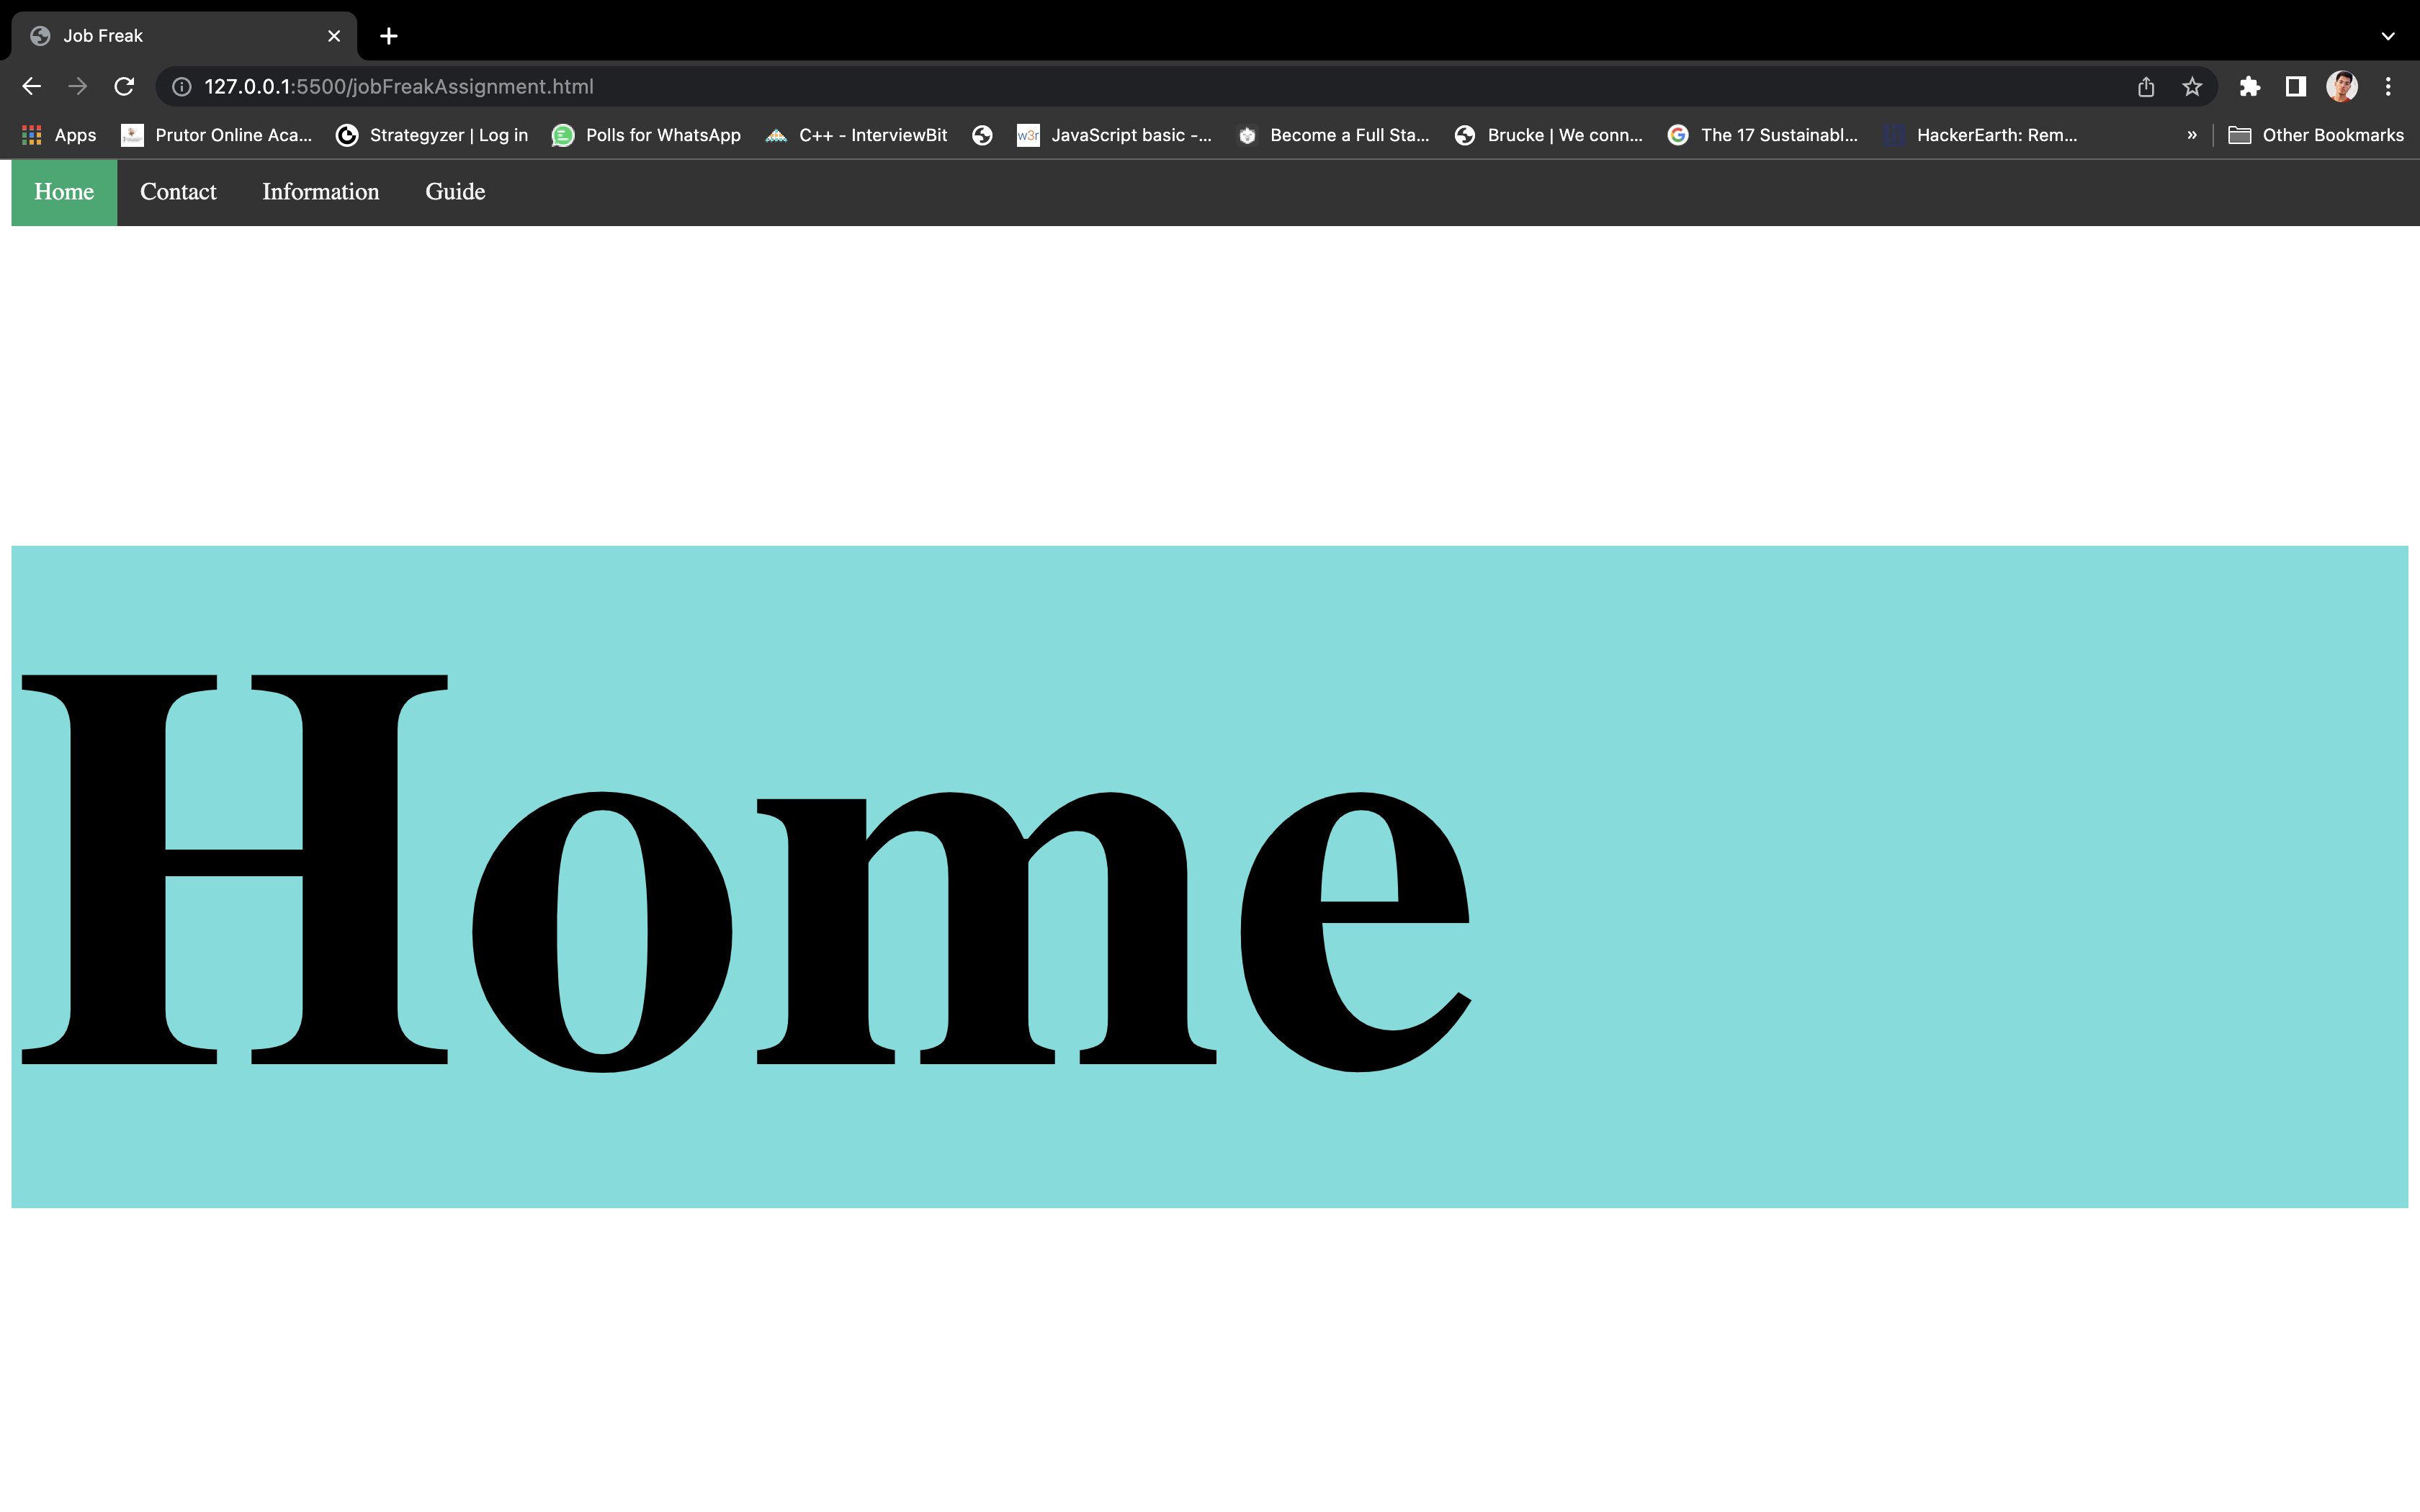 Job Freak
127.0.0.1:5500/jobFreakAssignment.html
Apps Prutor Online Aca... Strategyzer | Log in Polls for WhatsApp C++ - InterviewBit w3r JavaScript basic -... Become a Full Sta... Brucke | We conn... The 17 Sustainabl... HackerEarth: Rem... » Other Bookmarks
Home Contact Information Guide
Home